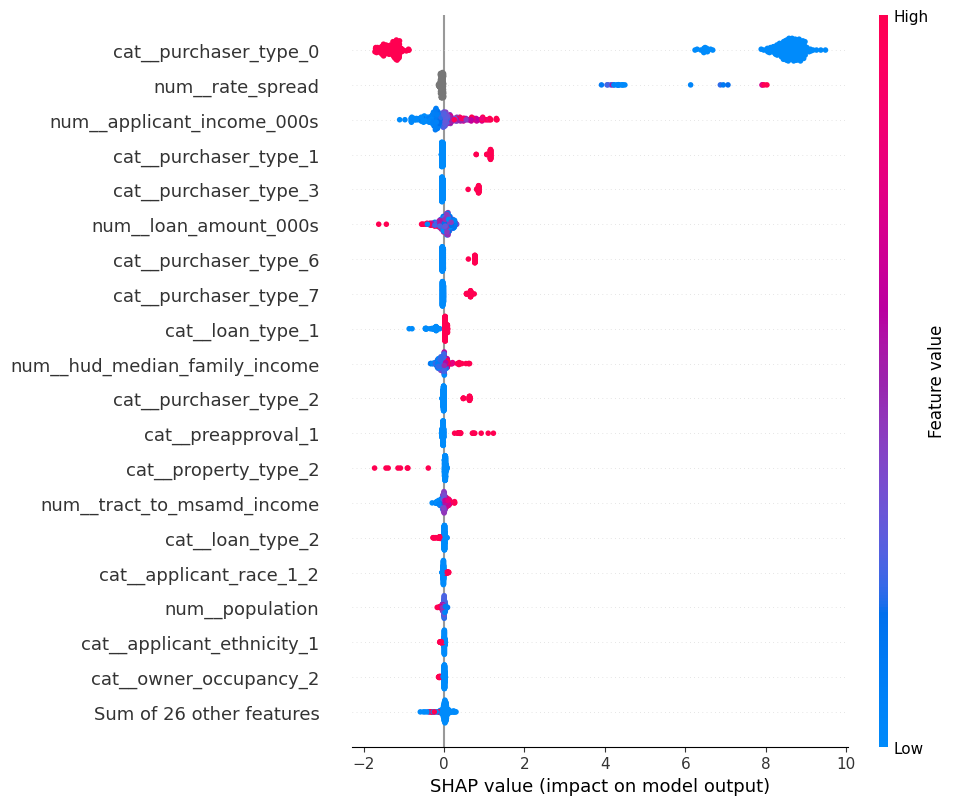 High
cat__purchaser_type_0
num__rate_spread
num__applicant_income_000s
cat__purchaser_type_1
cat__purchaser_type_3
num__loan_amount_000s
cat__purchaser_type_6
cat__purchaser_type_7
cat__loan_type_1
num__hud_median_family_income
cat__purchaser_type_2
cat__preapproval_1
cat__property_type_2
num__tract_to_msamd_income
cat__loan_type_2
cat__applicant_race_1_2
num__population
cat__applicant_ethnicity_1
cat__owner_occupancy_2
Sum of 26 other features
Feature value
Low
−2 0 2 4 6 8 10
SHAP value (impact on model output)